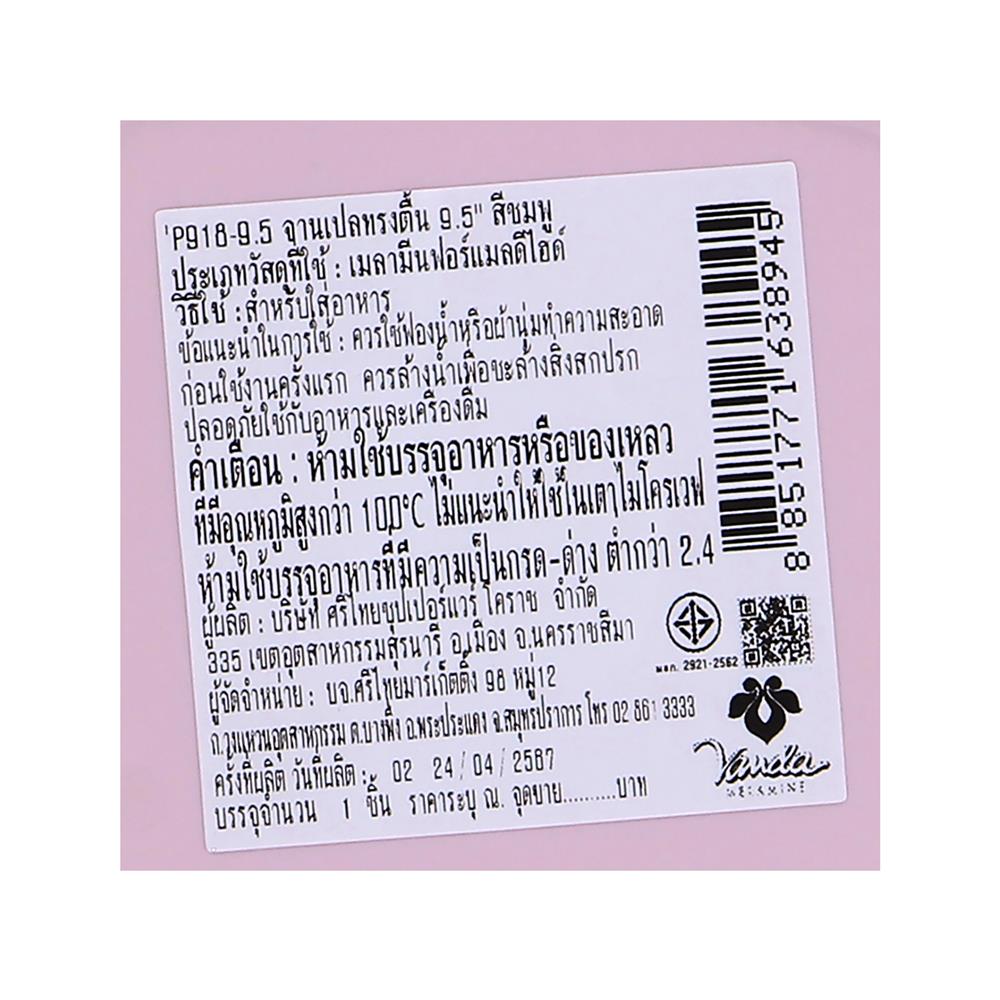 'P918-9.5 จานเปลทรงตื้น 9.5" สีชมพู
ประเภทวัสดุที่ใช้ : เมลามีนฟอร์แมลดีไฮด์
วิธีใช้ : สำหรับใส่อาหาร
ข้อแนะนำในการใช้ : ควรใช้ฟองน้ำหรือผ้านุ่มทำความสะอาด
ก่อนใช้งานครั้งแรก ควรล้างน้ำเพื่อชะล้างสิ่งสกปรก
ปลอดภัยใช้กับอาหารและเครื่องดื่ม
คำเตือน : ห้ามใช้บรรจุอาหารหรือของเหลว
ที่มีอุณหภูมิสูงกว่า 100°C ไม่แนะนำให้ใช้ในเตาไมโครเวฟ
ห้ามใช้บรรจุอาหารที่มีความเป็นกรด-ด่าง ต่ำกว่า 2.4
ผู้ผลิต : บริษัท ศรีไทยซุปเปอร์แวร์ โคราช จำกัด
335 เขตอุตสาหกรรมสุรนารี อ.เมือง จ.นครราชสีมา
ผู้จัดจำหน่าย : บจ.ศรีไทยมาร์เก็ตติ้ง 98 หมู่12
ถ.วงแหวนอุตสาหกรรม ต.บางพึ่ง อ.พระประแดง จ.สมุทรปราการ โทร 02 661 3333
ครั้งที่ผลิต วันที่ผลิต : 02 24/04/2567
บรรจุจำนวน 1 ชิ้น ราคาระบุ ณ. จุดขาย..........บาท
8 851771 638945
มอก. 2921-2562
Vanda
MELAMINE